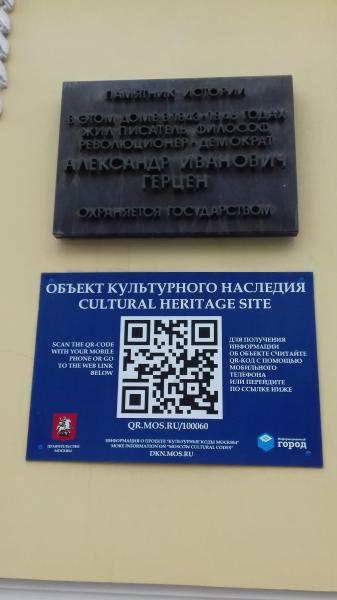 ПАМЯТНИК ИСТОРИИ
В ЭТОМ ДОМЕ В 1843-1846 ГОДАХ
ЖИЛ ПИСАТЕЛЬ, ФИЛОСОФ,
РЕВОЛЮЦИОНЕР-ДЕМОКРАТ
АЛЕКСАНДР ИВАНОВИЧ
ГЕРЦЕН
ОХРАНЯЕТСЯ ГОСУДАРСТВОМ
ОБЪЕКТ КУЛЬТУРНОГО НАСЛЕДИЯ
CULTURAL HERITAGE SITE
SCAN THE QR-CODE
WITH YOUR MOBILE
PHONE OR GO
TO THE WEB LINK
BELOW
ДЛЯ ПОЛУЧЕНИЯ
ИНФОРМАЦИИ
ОБ ОБЪЕКТЕ СЧИТАЙТЕ
QR-КОД С ПОМОЩЬЮ
МОБИЛЬНОГО
ТЕЛЕФОНА
ИЛИ ПЕРЕЙДИТЕ
ПО ССЫЛКЕ НИЖЕ
QR.MOS.RU/100060
ПРАВИТЕЛЬСТВО
МОСКВЫ
ИНФОРМАЦИЯ О ПРОЕКТЕ "КУЛЬТУРНЫЕ КОДЫ МОСКВЫ"
MORE INFORMATION ON "MOSCOW CULTURAL CODES"
DKN.MOS.RU
Информационный
город